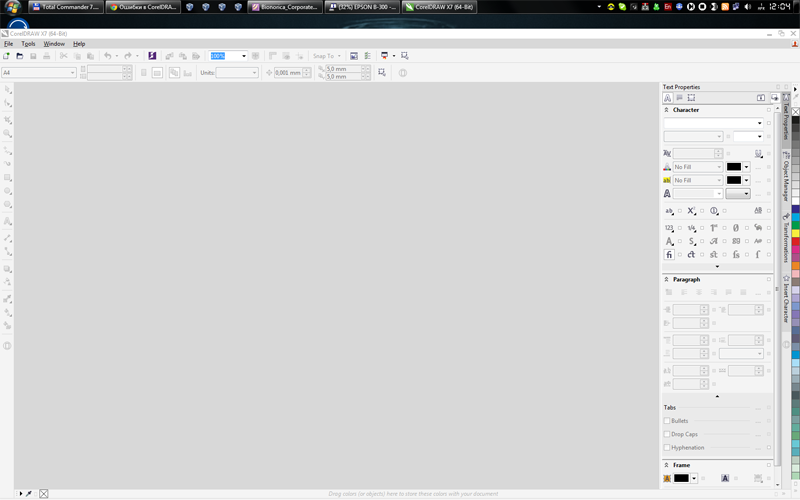 Total Commander 7....
Ошибки в CorelDRA...
Bionorica_Corporate...
(32%) EPSON B-300 -...
CorelDRAW X7 (64-Bit)
12:04
CorelDRAW X7 (64-Bit)
File Tools Window Help
100% Snap To
A4 Units: 0,001 mm 5,0 mm
5,0 mm
Text Properties
Character
No Fill
No Fill
Paragraph
Tabs
Bullets
Drop Caps
Hyphenation
Frame
Text Properties
Object Manager
Transformations
Insert Character
Drag colors (or objects) here to store these colors with your document